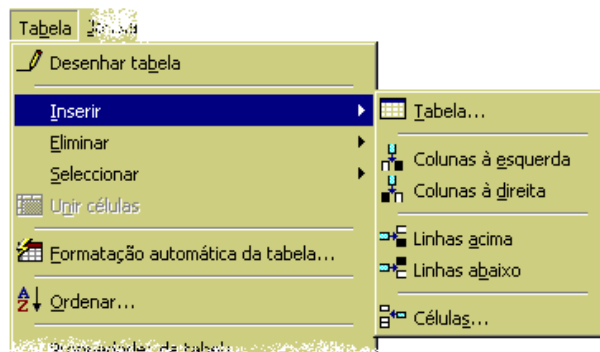 Tabela
Desenhar tabela
Inserir
Eliminar
Seleccionar
Unir células
Formatação automática da tabela...
Ordenar...
Tabela...
Colunas à esquerda
Colunas à direita
Linhas acima
Linhas abaixo
Células...